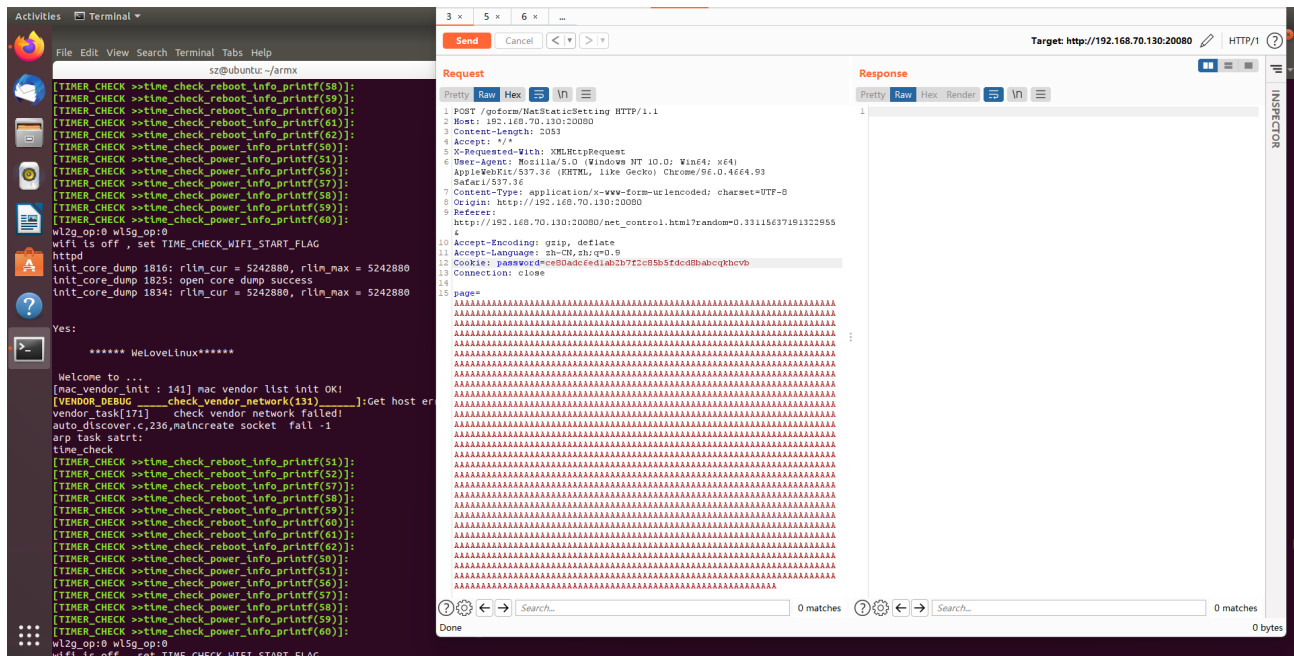 Activities Terminal
File Edit View Search Terminal Tabs Help
sz@ubuntu: ~/armx
[TIMER_CHECK >>time_check_reboot_info_printf(58)]:
[TIMER_CHECK >>time_check_reboot_info_printf(59)]:
[TIMER_CHECK >>time_check_reboot_info_printf(60)]:
[TIMER_CHECK >>time_check_reboot_info_printf(61)]:
[TIMER_CHECK >>time_check_reboot_info_printf(62)]:
[TIMER_CHECK >>time_check_power_info_printf(50)]:
[TIMER_CHECK >>time_check_power_info_printf(51)]:
[TIMER_CHECK >>time_check_power_info_printf(56)]:
[TIMER_CHECK >>time_check_power_info_printf(57)]:
[TIMER_CHECK >>time_check_power_info_printf(58)]:
[TIMER_CHECK >>time_check_power_info_printf(59)]:
[TIMER_CHECK >>time_check_power_info_printf(60)]:
wl2g_op:0 wl5g_op:0
wifi is off , set TIME_CHECK_WIFI_START_FLAG
httpd
init_core_dump 1816: rlim_cur = 5242880, rlim_max = 5242880
init_core_dump 1825: open core dump success
init_core_dump 1834: rlim_cur = 5242880, rlim_max = 5242880
Yes:
****** WeLoveLinux******
Welcome to ...
[mac_vendor_init : 141] mac vendor list init OK!
[VENDOR_DEBUG _____check_vendor_network(131)______]:Get host er
vendor_task[171] check vendor network failed!
auto_discover.c,236,maincreate socket fail -1
arp task satrt:
time_check
[TIMER_CHECK >>time_check_reboot_info_printf(51)]:
[TIMER_CHECK >>time_check_reboot_info_printf(52)]:
[TIMER_CHECK >>time_check_reboot_info_printf(57)]:
[TIMER_CHECK >>time_check_reboot_info_printf(58)]:
[TIMER_CHECK >>time_check_reboot_info_printf(59)]:
[TIMER_CHECK >>time_check_reboot_info_printf(60)]:
[TIMER_CHECK >>time_check_reboot_info_printf(61)]:
[TIMER_CHECK >>time_check_reboot_info_printf(62)]:
[TIMER_CHECK >>time_check_power_info_printf(50)]:
[TIMER_CHECK >>time_check_power_info_printf(51)]:
[TIMER_CHECK >>time_check_power_info_printf(56)]:
[TIMER_CHECK >>time_check_power_info_printf(57)]:
[TIMER_CHECK >>time_check_power_info_printf(58)]:
[TIMER_CHECK >>time_check_power_info_printf(59)]:
[TIMER_CHECK >>time_check_power_info_printf(60)]:
wl2g_op:0 wl5g_op:0
wifi is off , set TIME_CHECK_WIFI_START_FLAG
3 × 5 × 6 × ...
Send Cancel < > Target: http://192.168.70.130:20080 HTTP/1 ?
Request
Pretty Raw Hex \n
1 POST /goform/NatStaticSetting HTTP/1.1
2 Host: 192.168.70.130:20080
3 Content-Length: 2053
4 Accept: */*
5 X-Requested-With: XMLHttpRequest
6 User-Agent: Mozilla/5.0 (Windows NT 10.0; Win64; x64)
AppleWebKit/537.36 (KHTML, like Gecko) Chrome/96.0.4664.93
Safari/537.36
7 Content-Type: application/x-www-form-urlencoded; charset=UTF-8
8 Origin: http://192.168.70.130:20080
9 Referer:
http://192.168.70.130:20080/net_control.html?random=0.33115637191322955
&
10 Accept-Encoding: gzip, deflate
11 Accept-Language: zh-CN,zh;q=0.9
12 Cookie: password=ce80adc6ed1ab2b7f2c85b5fdcd8babcqkhcvb
13 Connection: close
14
15 page=
Search... 0 matches
Done
Response
Pretty Raw Hex Render \n
1
Search... 0 matches
0 bytes
INSPECTOR